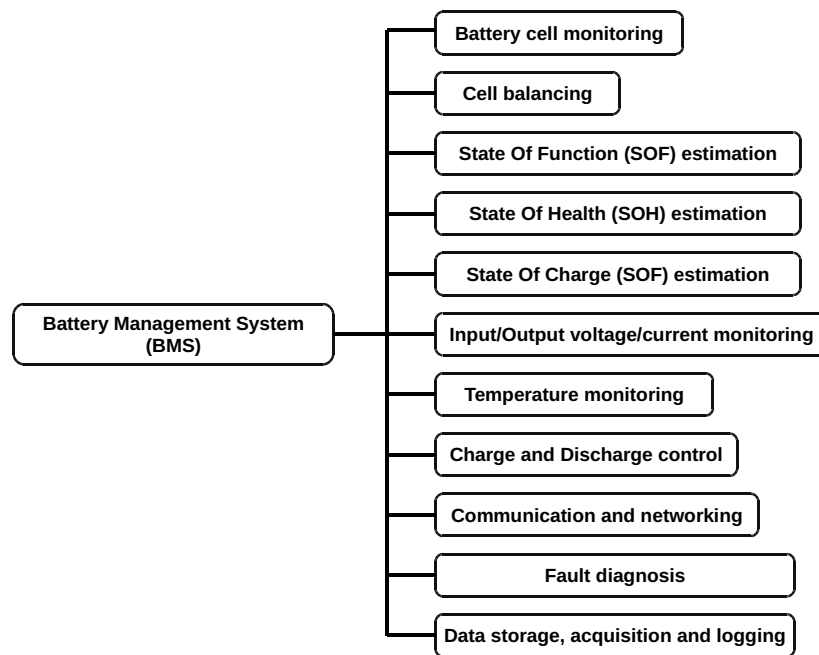 Battery cell monitoring
Cell balancing
State Of Function (SOF) estimation
State Of Health (SOH) estimation
State Of Charge (SOF) estimation
Battery Management System
(BMS)
Input/Output voltage/current monitoring
Temperature monitoring
Charge and Discharge control
Communication and networking
Fault diagnosis
Data storage, acquisition and logging